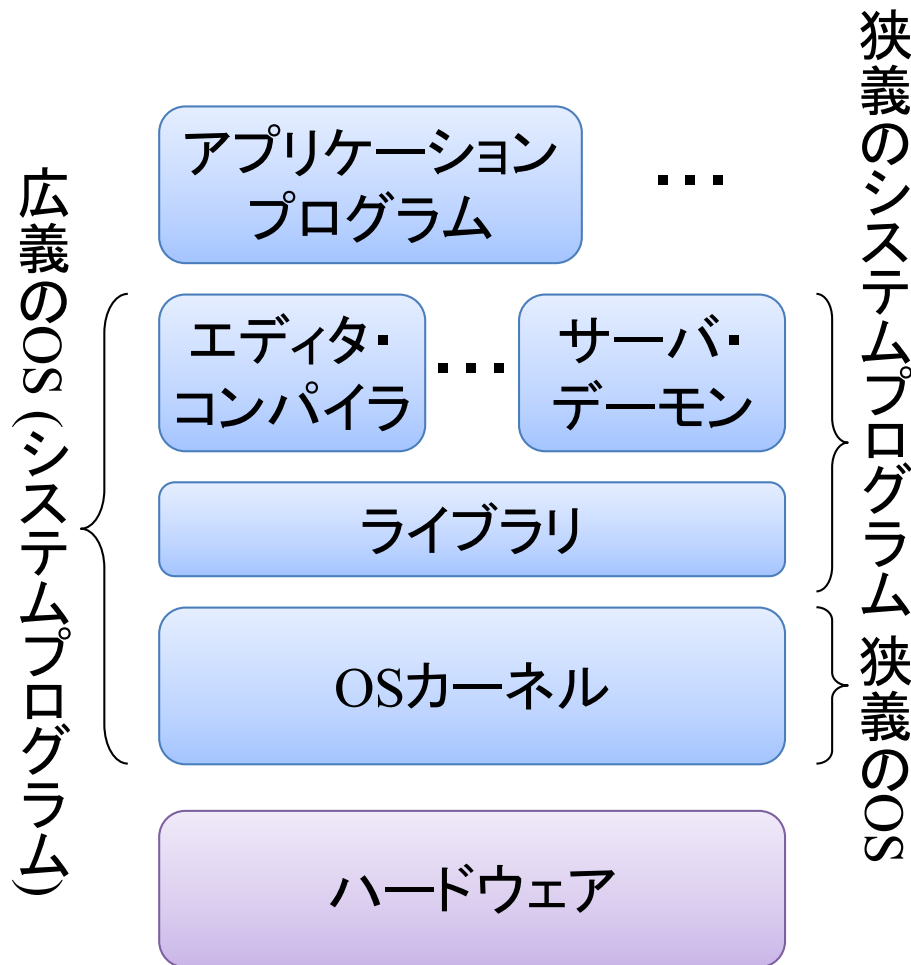 広義のOS (システムプログラム)
アプリケーション
プログラム
…
エディタ・
コンパイラ
…
サーバ・
デーモン
ライブラリ
OSカーネル
ハードウェア
狭義のシステムプログラム
狭義のOS